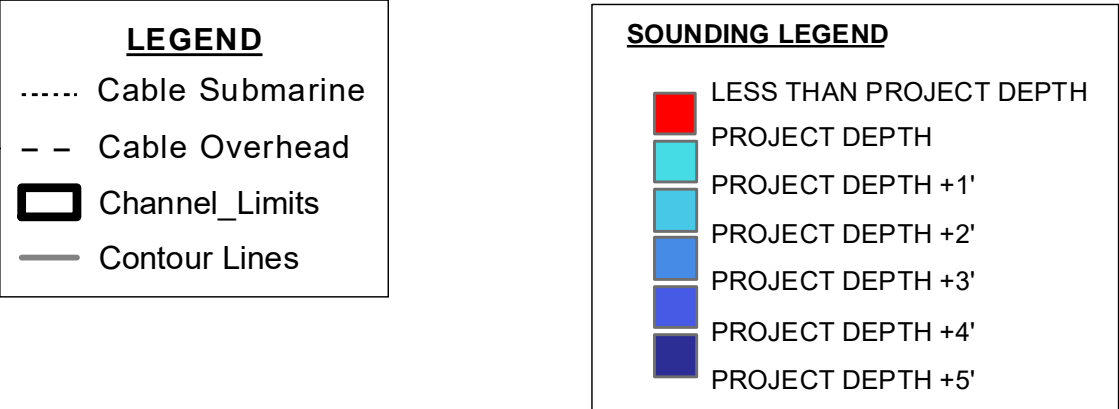 LEGEND
Cable Submarine
Cable Overhead
Channel_Limits
Contour Lines
SOUNDING LEGEND
LESS THAN PROJECT DEPTH
PROJECT DEPTH
PROJECT DEPTH +1'
PROJECT DEPTH +2'
PROJECT DEPTH +3'
PROJECT DEPTH +4'
PROJECT DEPTH +5'